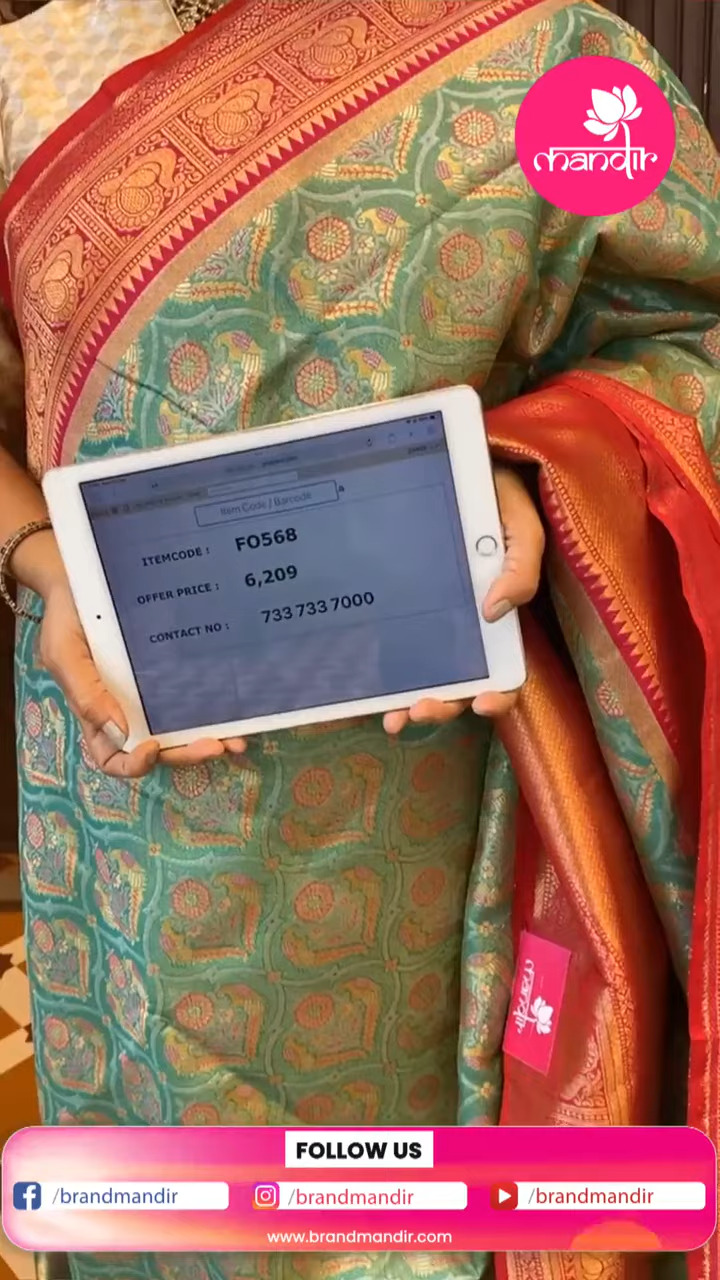 mandir
Item Code / Barcode
ITEMCODE : FO568
OFFER PRICE : 6,209
CONTACT NO : 733 733 7000
mandir
FOLLOW US
/brandmandir /brandmandir /brandmandir
www.brandmandir.com